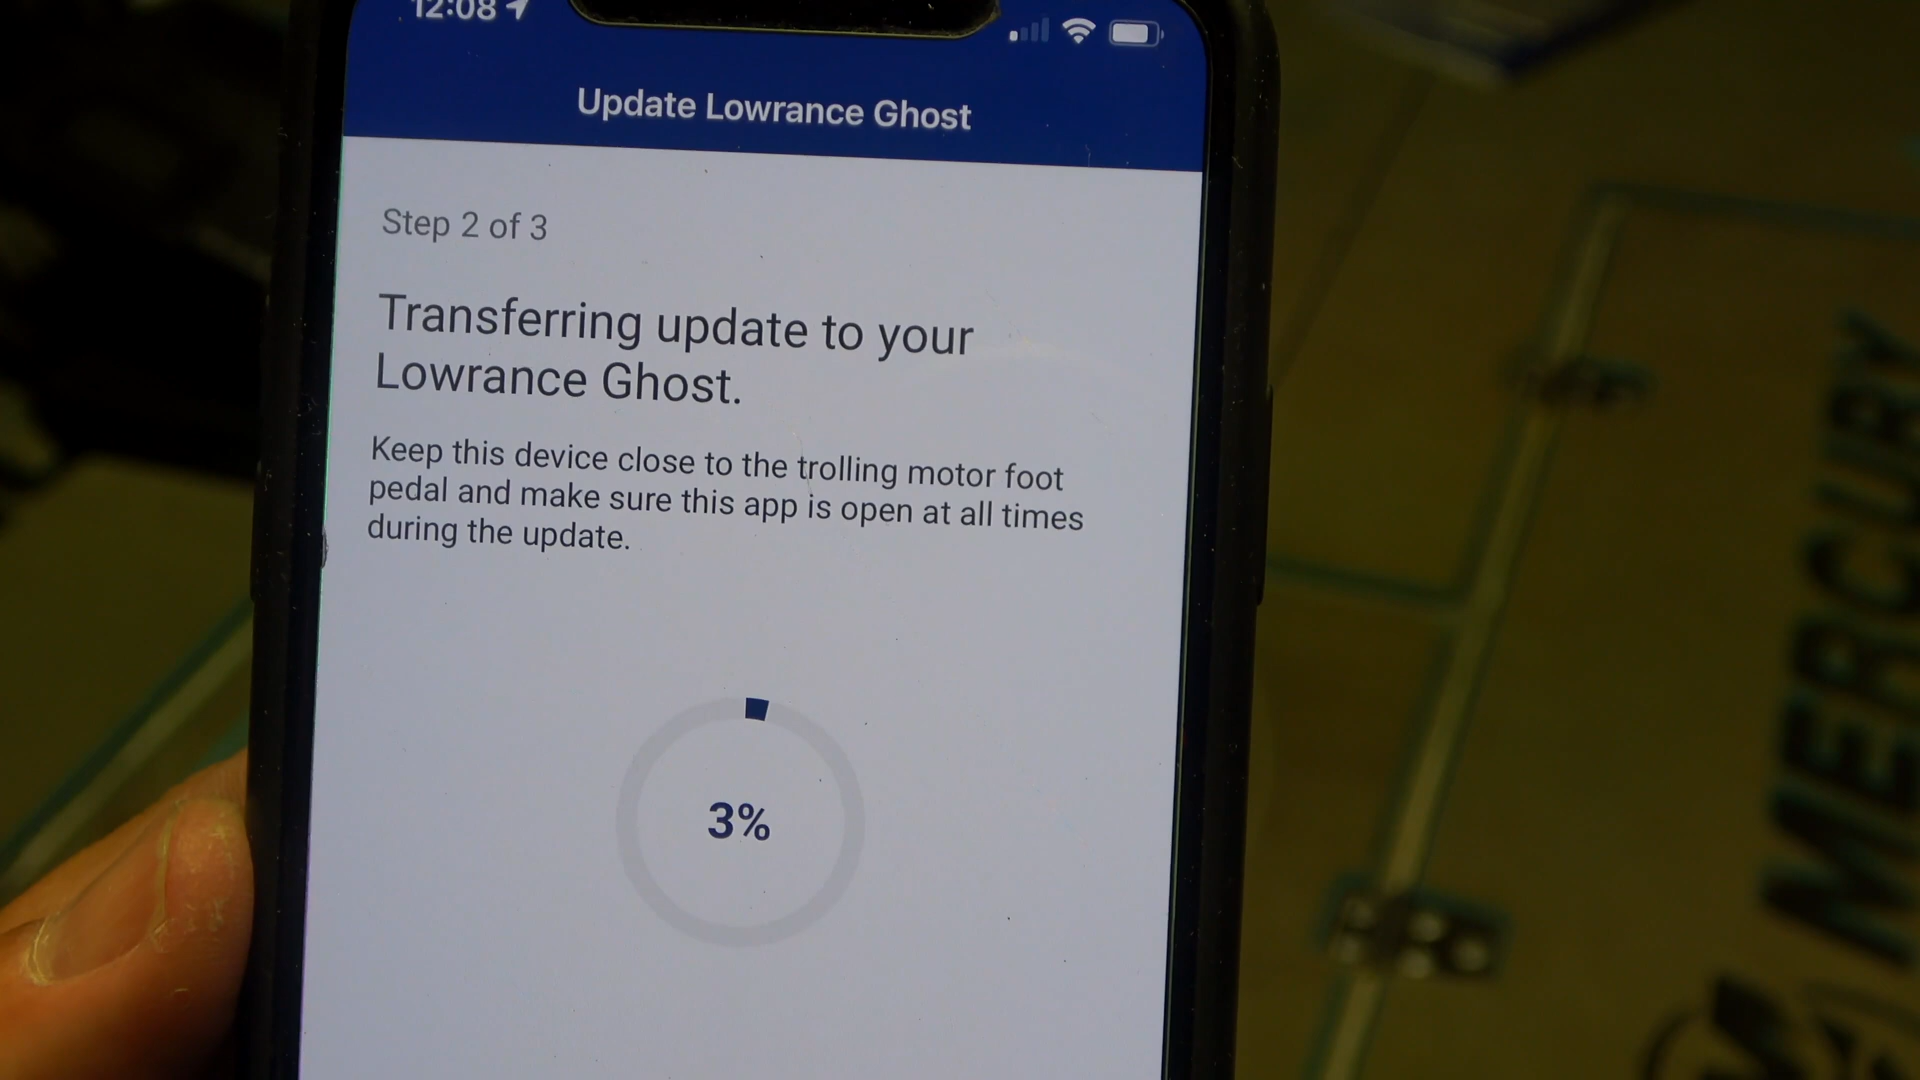 12:08
Update Lowrance Ghost
Step 2 of 3
Transferring update to your
Lowrance Ghost.
Keep this device close to the trolling motor foot
pedal and make sure this app is open at all times
during the update.
3%
MERCURY